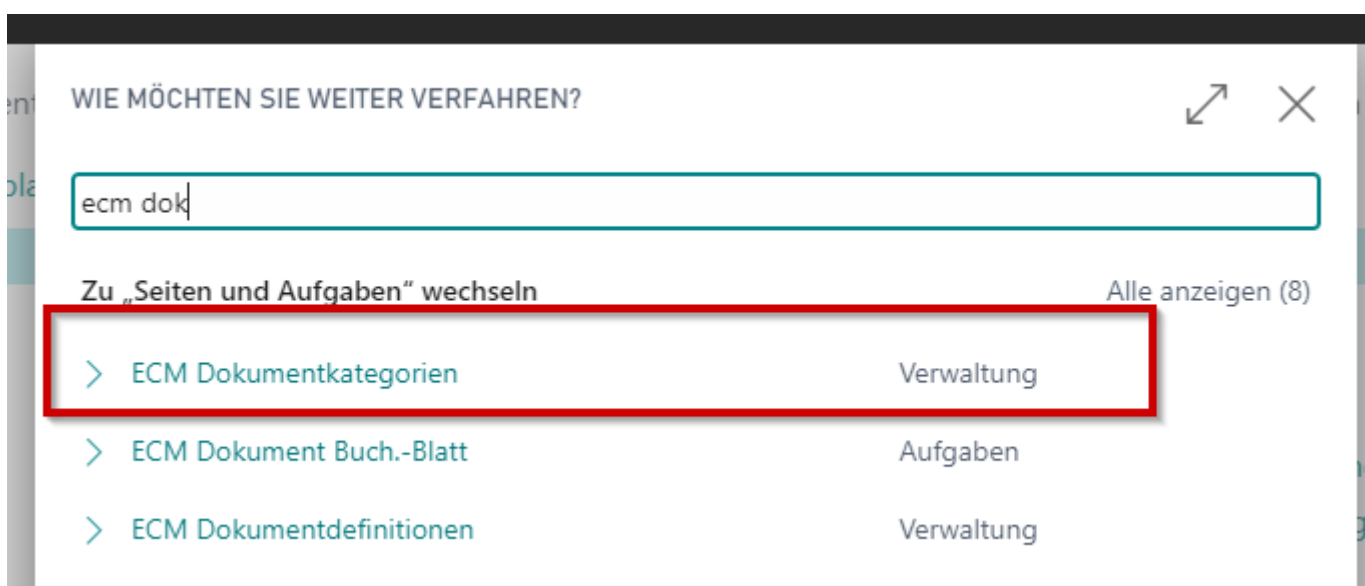 WIE MÖCHTEN SIE WEITER VERFAHREN?
ecm dok
Zu „Seiten und Aufgaben“ wechseln Alle anzeigen (8)
ECM Dokumentkategorien Verwaltung
ECM Dokument Buch.-Blatt Aufgaben
ECM Dokumentdefinitionen Verwaltung